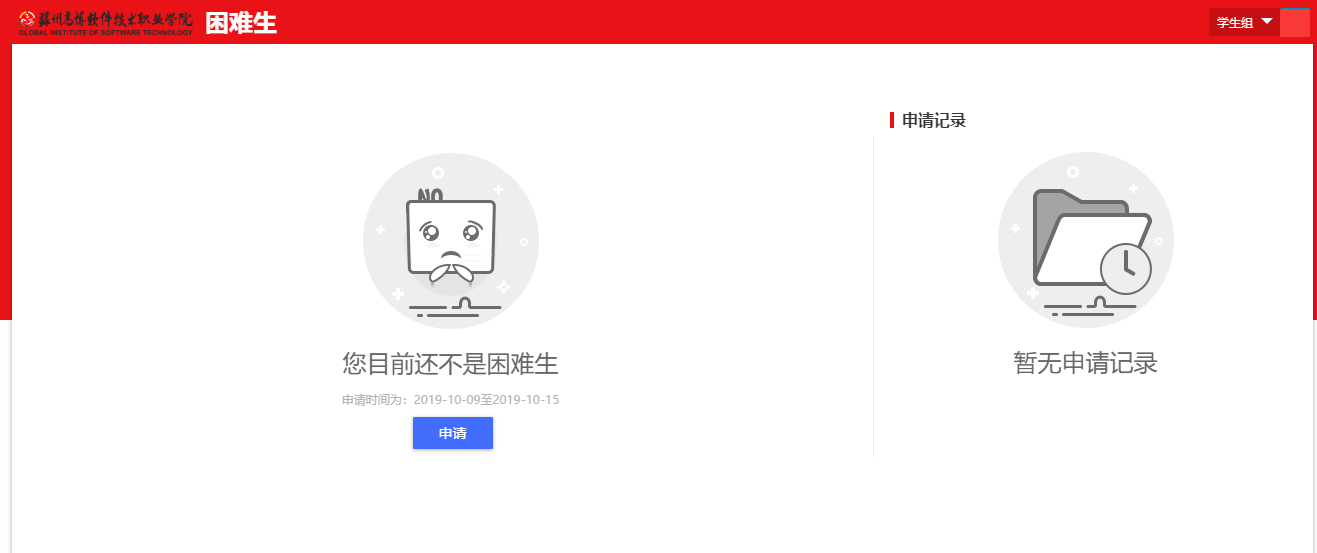 蘇州高博软件技术职业学院
GLOBAL INSTITUTE OF SOFTWARE TECHNOLOGY
困难生
学生组
申请记录
NO
您目前还不是困难生
申请时间为：2019-10-09至2019-10-15
申请
暂无申请记录